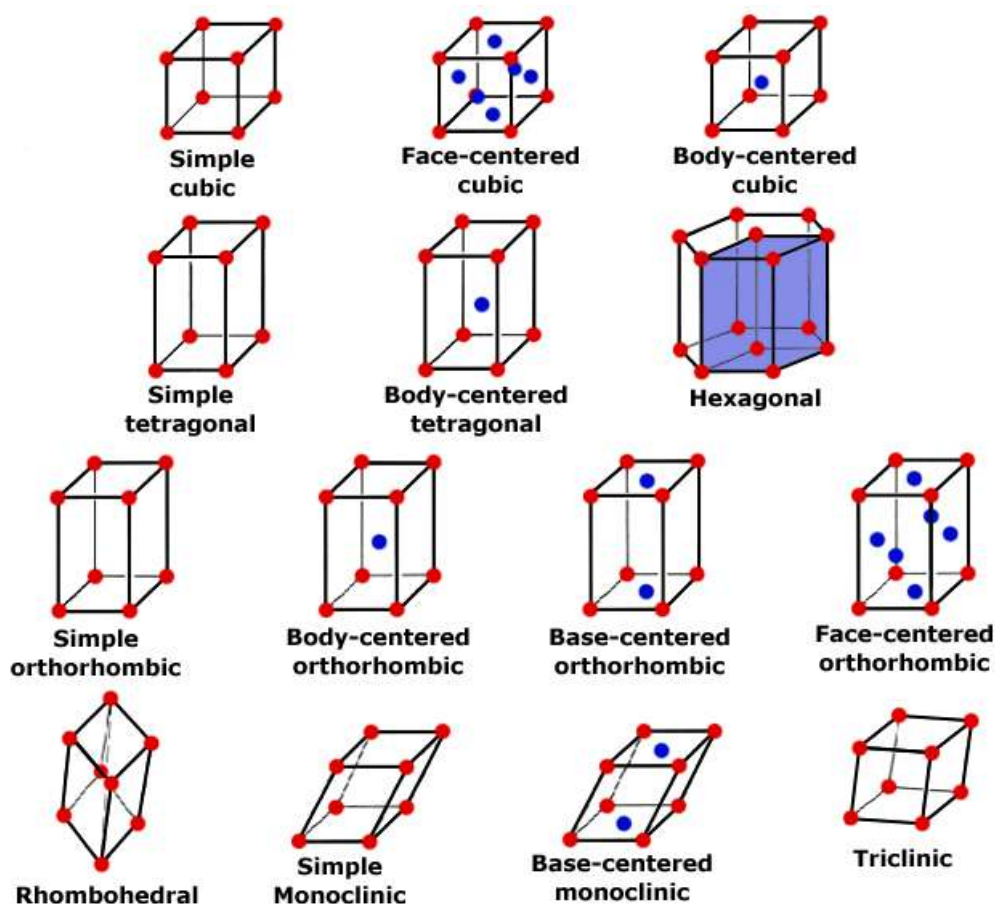 Simple
cubic
Face-centered
cubic
Body-centered
cubic
Simple
tetragonal
Body-centered
tetragonal
Hexagonal
Simple
orthorhombic
Body-centered
orthorhombic
Base-centered
orthorhombic
Face-centered
orthorhombic
Rhombohedral
Simple
Monoclinic
Base-centered
monoclinic
Triclinic